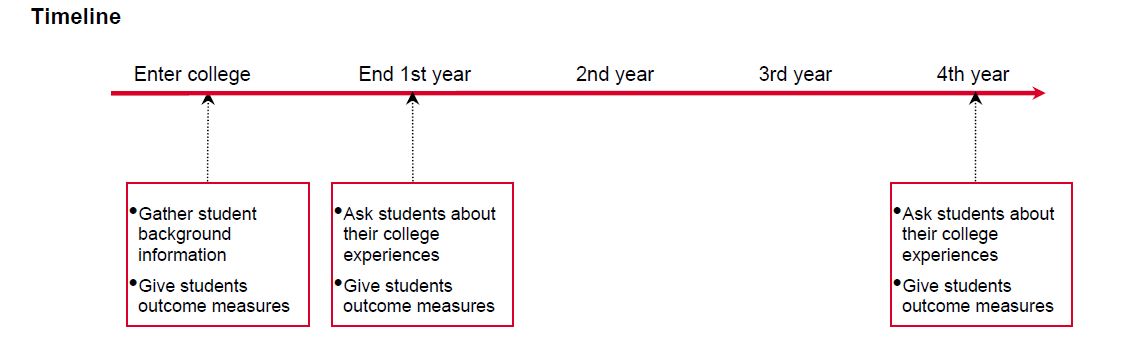 Timeline
Enter college
End 1st year
2nd year
3rd year
4th year
•Gather student
background
information
•Give students
outcome measures
•Ask students about
their college
experiences
•Give students
outcome measures
•Ask students about
their college
experiences
•Give students
outcome measures